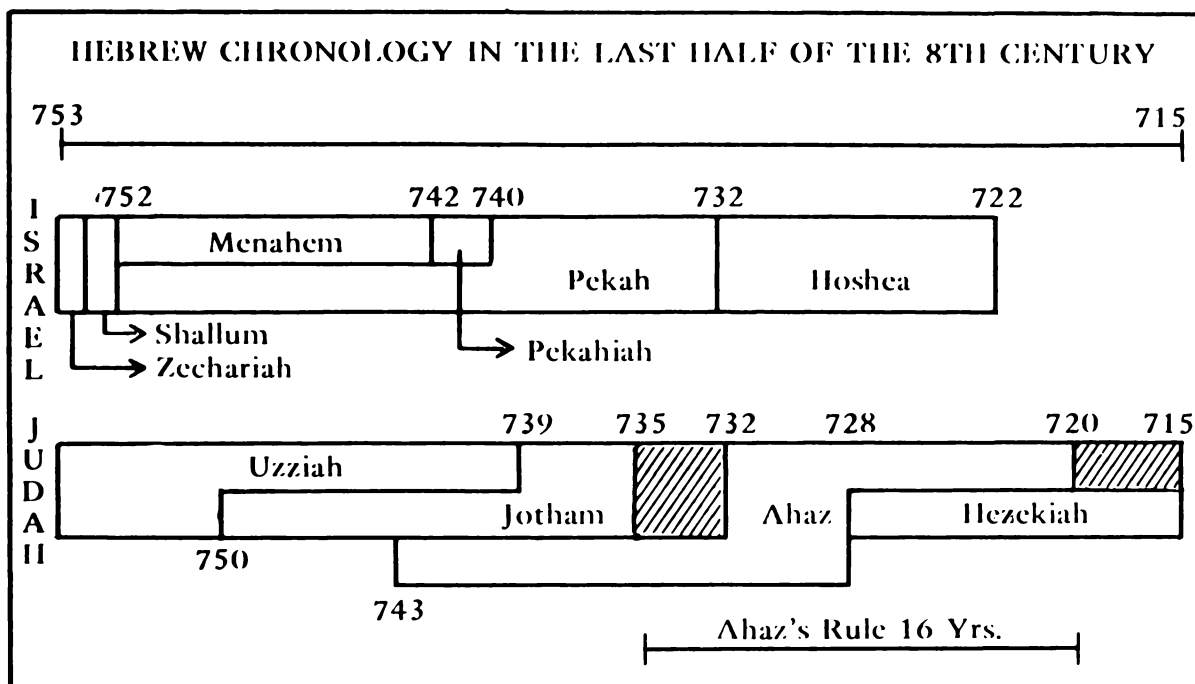 HEBREW CHRONOLOGY IN THE LAST HALF OF THE 8TH CENTURY
753 715
ISRAEL
752 742 740 732 722
Menahem
Pekah Hoshea
Shallum
Pekahiah
Zechariah
JUDAH
739 735 732 728 720 715
Uzziah
Jotham Ahaz Hezekiah
750
743
Ahaz's Rule 16 Yrs.